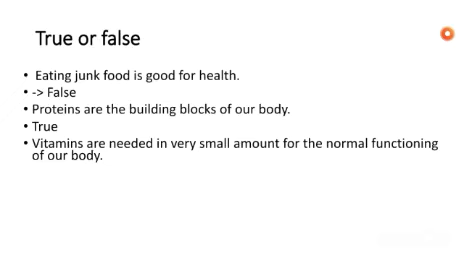 True or false
• Eating junk food is good for health.
• -> False
• Proteins are the building blocks of our body.
• True
• Vitamins are needed in very small amount for the normal functioning
of our body.